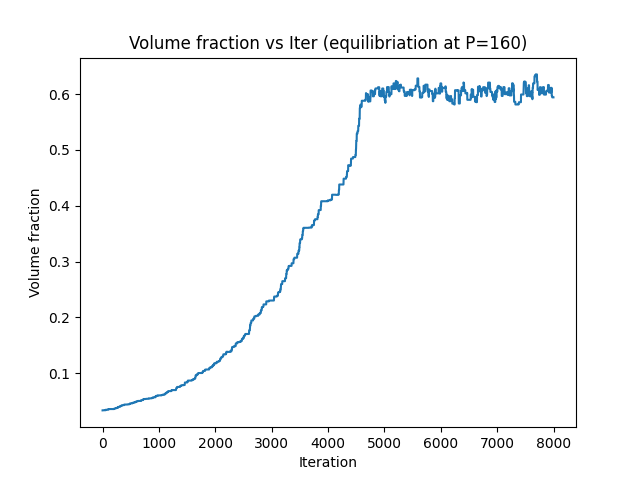 Volume fraction vs Iter (equilibriation at P=160)
Volume fraction
0.6
0.5
0.4
0.3
0.2
0.1
0 1000 2000 3000 4000 5000 6000 7000 8000
Iteration